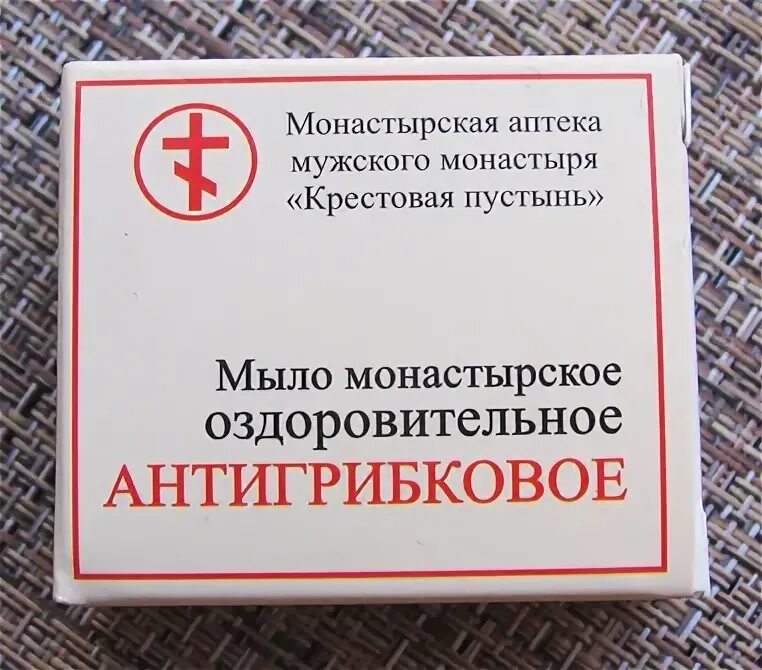 Монастырская аптека
мужского монастыря
«Крестовая пустынь»
Мыло монастырское
оздоровительное
АНТИГРИБКОВОЕ